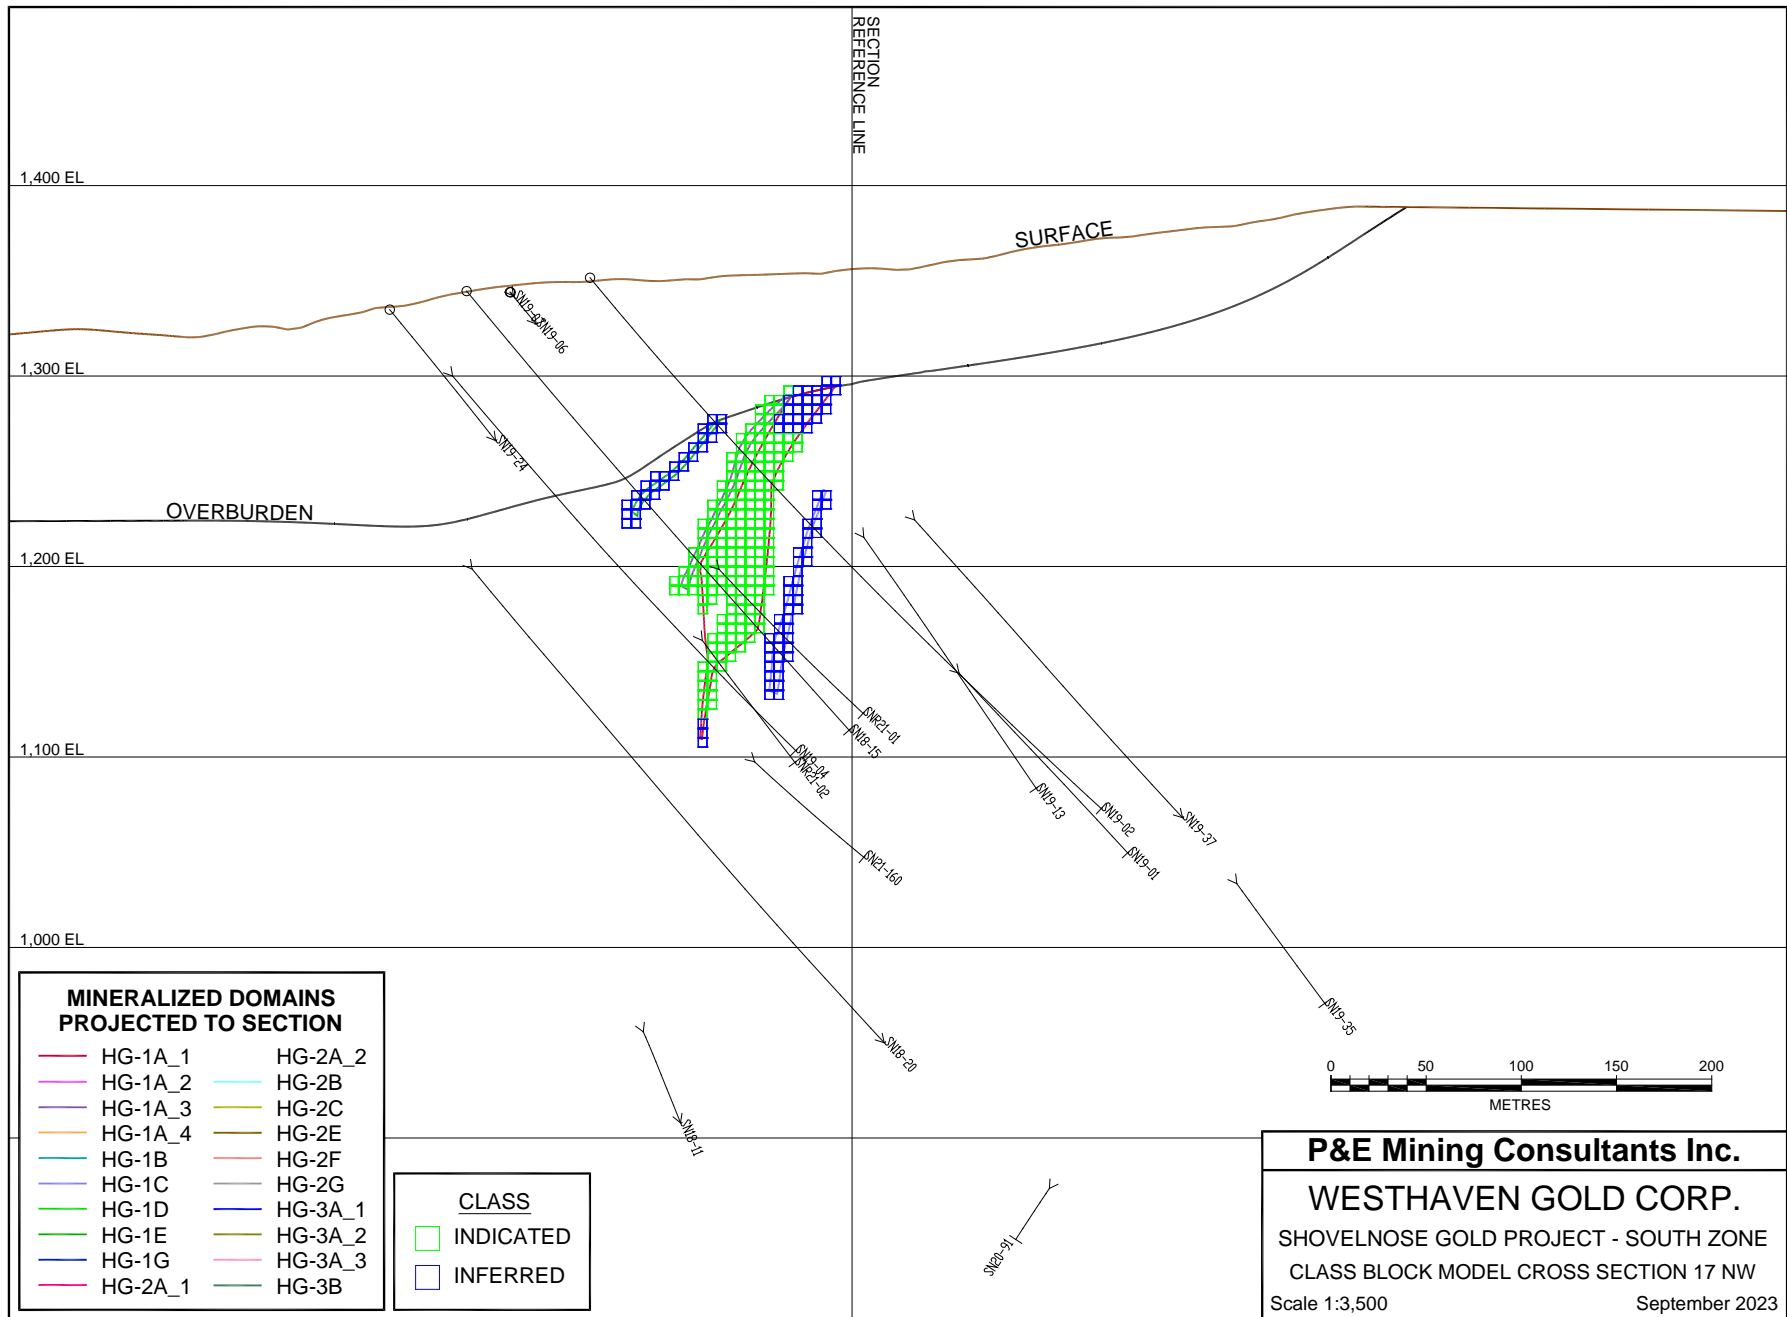 SECTION
REFERENCE LINE
1,400 EL
SURFACE
SN19-03
SN19-06
1,300 EL
SN19-24
OVERBURDEN
1,200 EL
SNR21-01
SN18-15
1,100 EL
SN19-04
SNR21-02
SN19-13
SN19-02
SN19-37
SN19-01
SN21-160
1,000 EL
SN19-35
SN18-20
SN18-11
SN20-91
MINERALIZED DOMAINS
PROJECTED TO SECTION
HG-1A_1
HG-1A_2
HG-1A_3
HG-1A_4
HG-1B
HG-1C
HG-1D
HG-1E
HG-1G
HG-2A_1
HG-2A_2
HG-2B
HG-2C
HG-2E
HG-2F
HG-2G
HG-3A_1
HG-3A_2
HG-3A_3
HG-3B
CLASS
INDICATED
INFERRED
0 50 100 150 200
METRES
P&E Mining Consultants Inc.
WESTHAVEN GOLD CORP.
SHOVELNOSE GOLD PROJECT - SOUTH ZONE
CLASS BLOCK MODEL CROSS SECTION 17 NW
Scale 1:3,500 September 2023